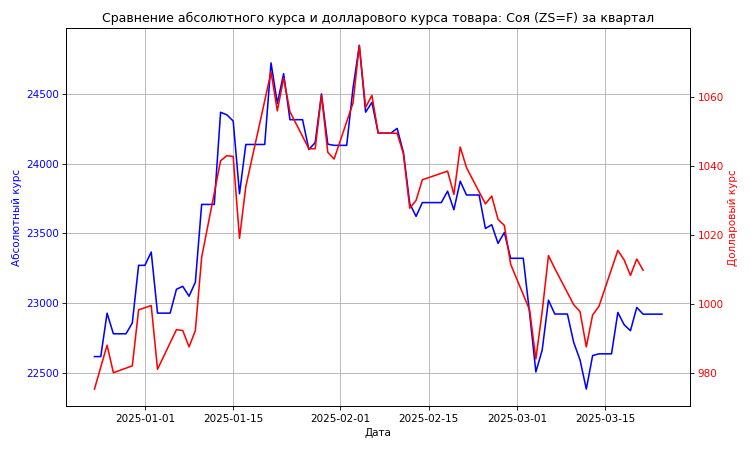 Сравнение абсолютного курса и долларового курса товара: Соя (ZS=F) за квартал
Абсолютный курс
24500
24000
23500
23000
22500
1060
1040
1020
1000
980
Долларовый курс
2025-01-01 2025-01-15 2025-02-01 2025-02-15 2025-03-01 2025-03-15
Дата